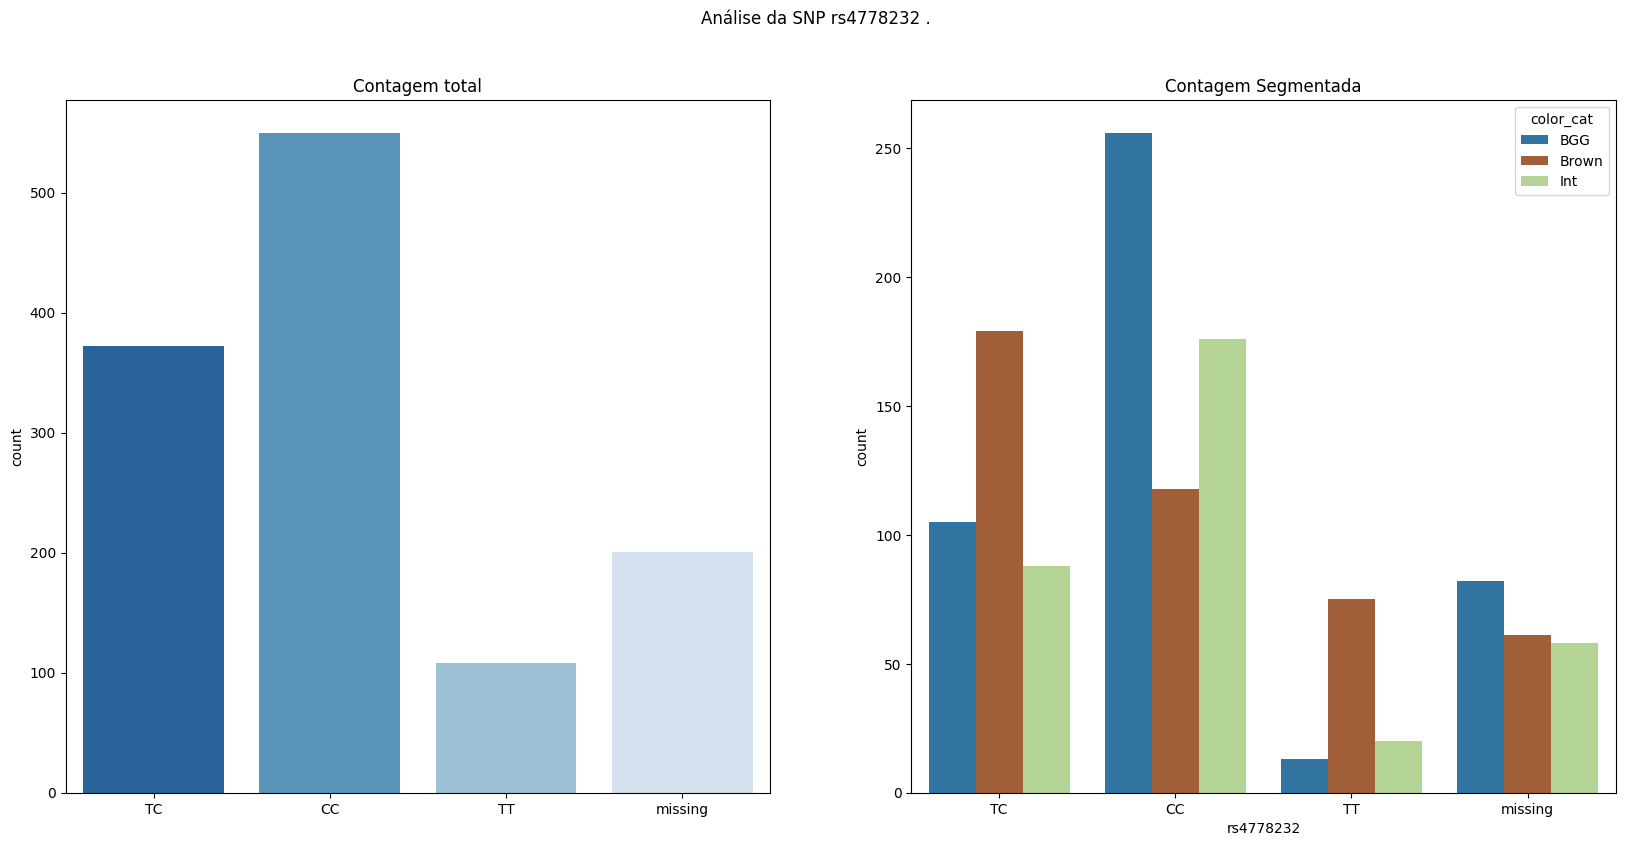 Análise da SNP rs4778232 .
Contagem total
count
500
400
300
200
100
0
TC
CC
TT
missing
Contagem Segmentada
count
250
200
150
100
50
0
TC
CC
TT
missing
rs4778232
color_cat
BGG
Brown
Int